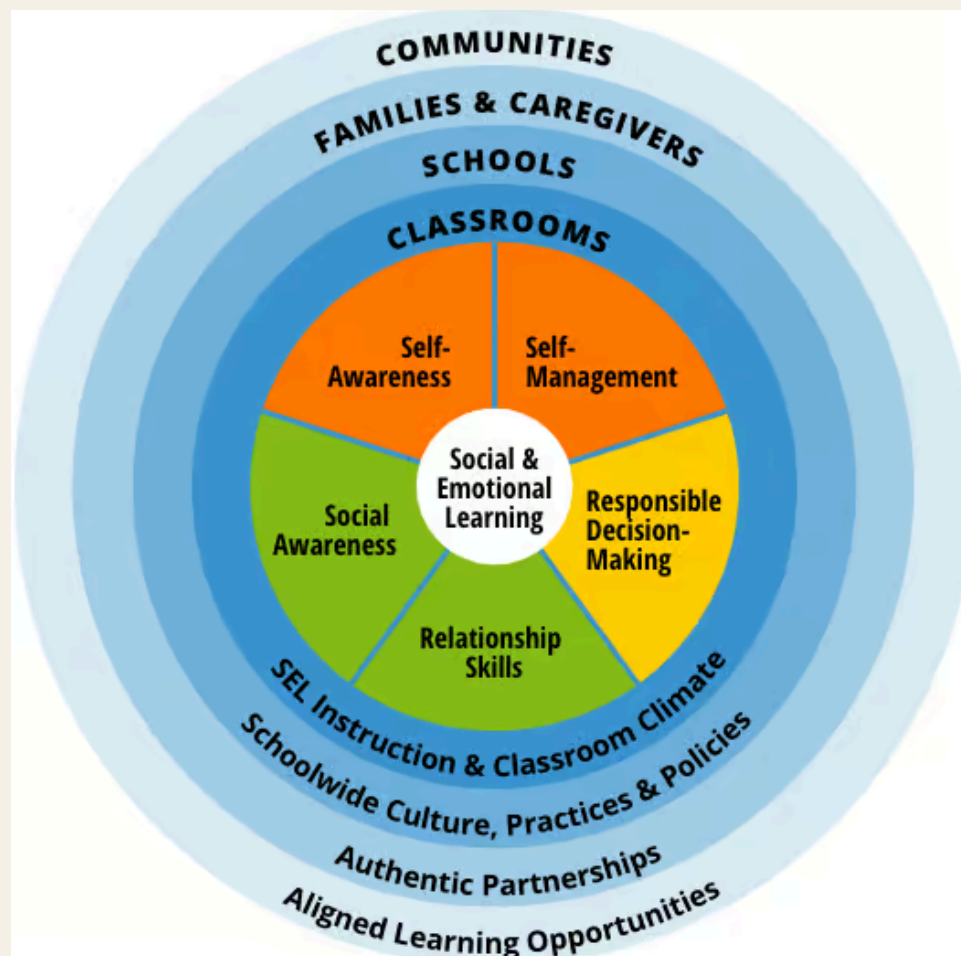 COMMUNITIES
FAMILIES & CAREGIVERS
SCHOOLS
CLASSROOMS
Self-
Awareness
Self-
Management
Social &
Emotional
Learning
Social
Awareness
Responsible
Decision-
Making
Relationship
Skills
SEL Instruction & Classroom Climate
Schoolwide Culture, Practices & Policies
Authentic Partnerships
Aligned Learning Opportunities